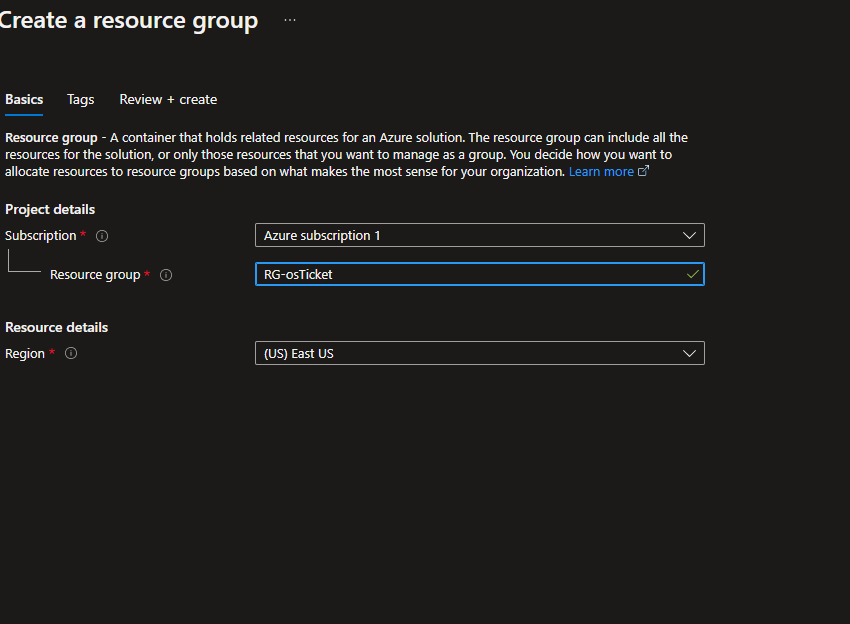 Create a resource group ...
Basics Tags Review + create
Resource group - A container that holds related resources for an Azure solution. The resource group can include all the
resources for the solution, or only those resources that you want to manage as a group. You decide how you want to
allocate resources to resource groups based on what makes the most sense for your organization. Learn more
Project details
Subscription * Azure subscription 1
Resource group * RG-osTicket
Resource details
Region * (US) East US